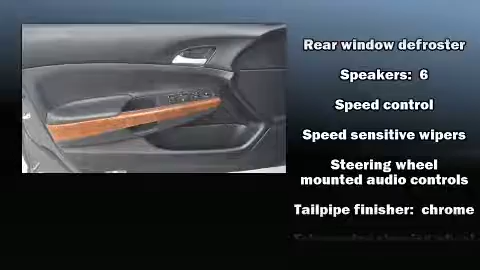 Rear window defroster
Speakers: 6
Speed control
Speed sensitive wipers
Steering wheel
mounted audio controls
Tailpipe finisher: chrome